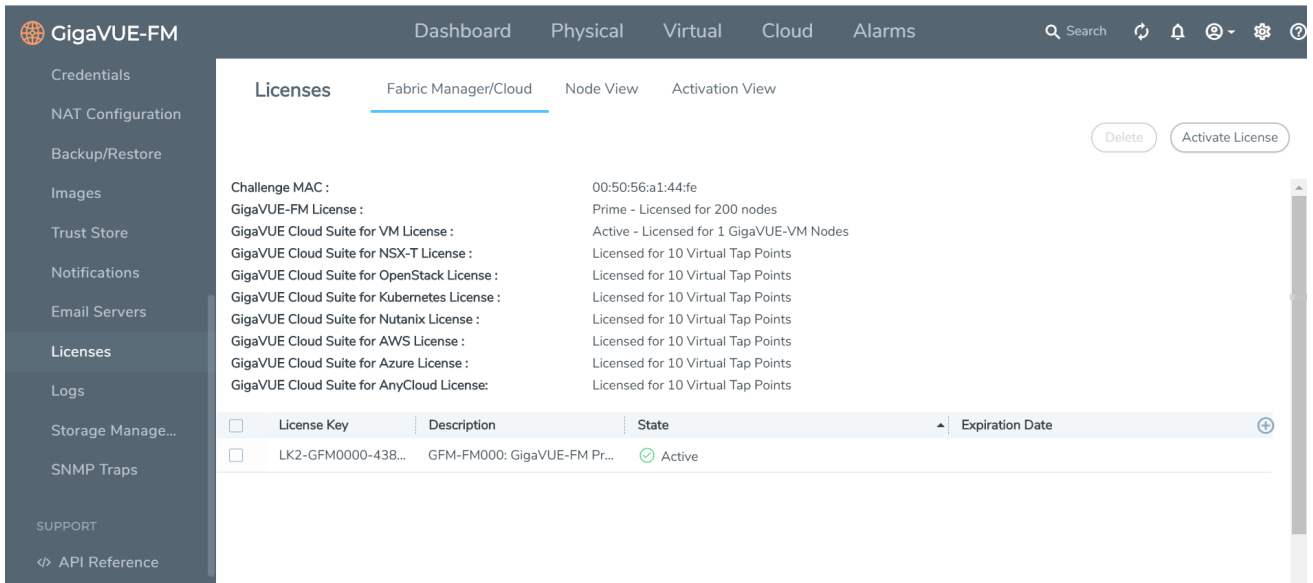 GigaVUE-FM
Dashboard Physical Virtual Cloud Alarms
Search
Credentials
NAT Configuration
Backup/Restore
Images
Trust Store
Notifications
Email Servers
Licenses
Logs
Storage Manage...
SNMP Traps
SUPPORT
</> API Reference
Licenses Fabric Manager/Cloud Node View Activation View
Delete Activate License
Challenge MAC : 00:50:56:a1:44:fe
GigaVUE-FM License : Prime - Licensed for 200 nodes
GigaVUE Cloud Suite for VM License : Active - Licensed for 1 GigaVUE-VM Nodes
GigaVUE Cloud Suite for NSX-T License : Licensed for 10 Virtual Tap Points
GigaVUE Cloud Suite for OpenStack License : Licensed for 10 Virtual Tap Points
GigaVUE Cloud Suite for Kubernetes License : Licensed for 10 Virtual Tap Points
GigaVUE Cloud Suite for Nutanix License : Licensed for 10 Virtual Tap Points
GigaVUE Cloud Suite for AWS License : Licensed for 10 Virtual Tap Points
GigaVUE Cloud Suite for Azure License : Licensed for 10 Virtual Tap Points
GigaVUE Cloud Suite for AnyCloud License: Licensed for 10 Virtual Tap Points
License Key Description State Expiration Date
LK2-GFM0000-438... GFM-FM000: GigaVUE-FM Pr... Active